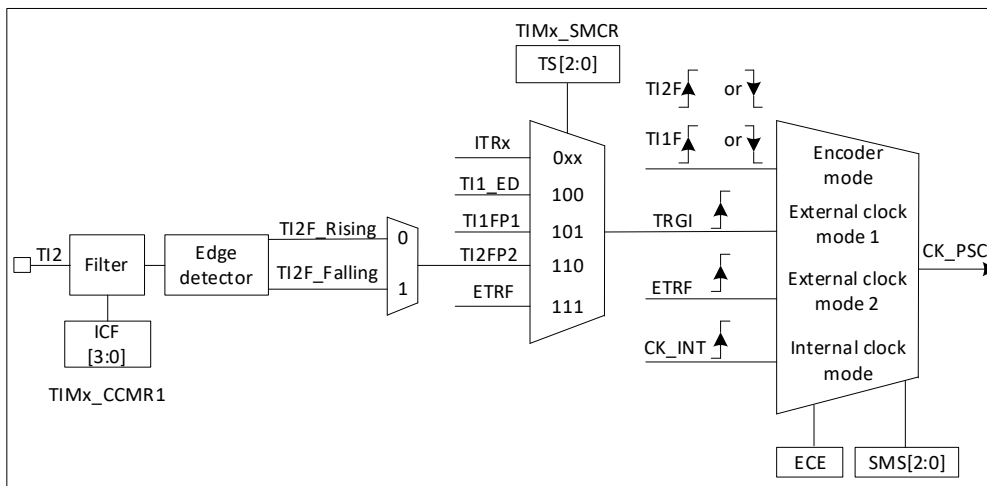 TIMx_SMCR
TS[2:0]
TI2F or
TI1F or
ITRx
0xx
Encoder
mode
TI1_ED
100
TI1FP1
101
TRGI
External clock
mode 1
TI2F_Rising
0
TI2
Filter
Edge
detector
TI2FP2
110
CK_PSC
TI2F_Falling
1
ETRF
111
ETRF
External clock
mode 2
ICF
[3:0]
CK_INT
Internal clock
mode
TIMx_CCMR1
ECE
SMS[2:0]